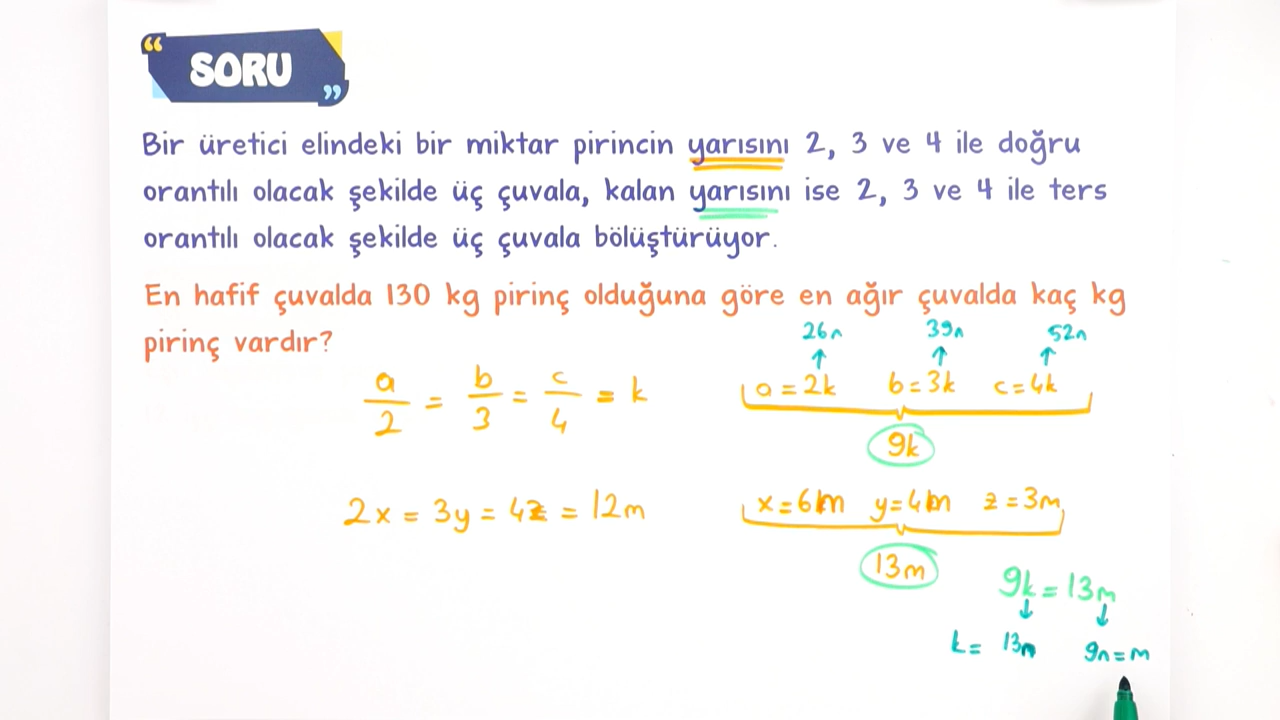 “ SORU ”
Bir üretici elindeki bir miktar pirincin yarısını 2, 3 ve 4 ile doğru
orantılı olacak şekilde üç çuvala, kalan yarısını ise 2, 3 ve 4 ile ters
orantılı olacak şekilde üç çuvala bölüştürüyor.
En hafif çuvalda 130 kg pirinç olduğuna göre en ağır çuvalda kaç kg
pirinç vardır?
26n 39n 52n
↑ ↑ ↑
a/2 = b/3 = c/4 = k
a = 2k b = 3k c = 4k
9k
2x = 3y = 4z = 12m
x = 6m y = 4m z = 3m
13m
9k = 13m
↓ ↓
k = 13n 9n = m